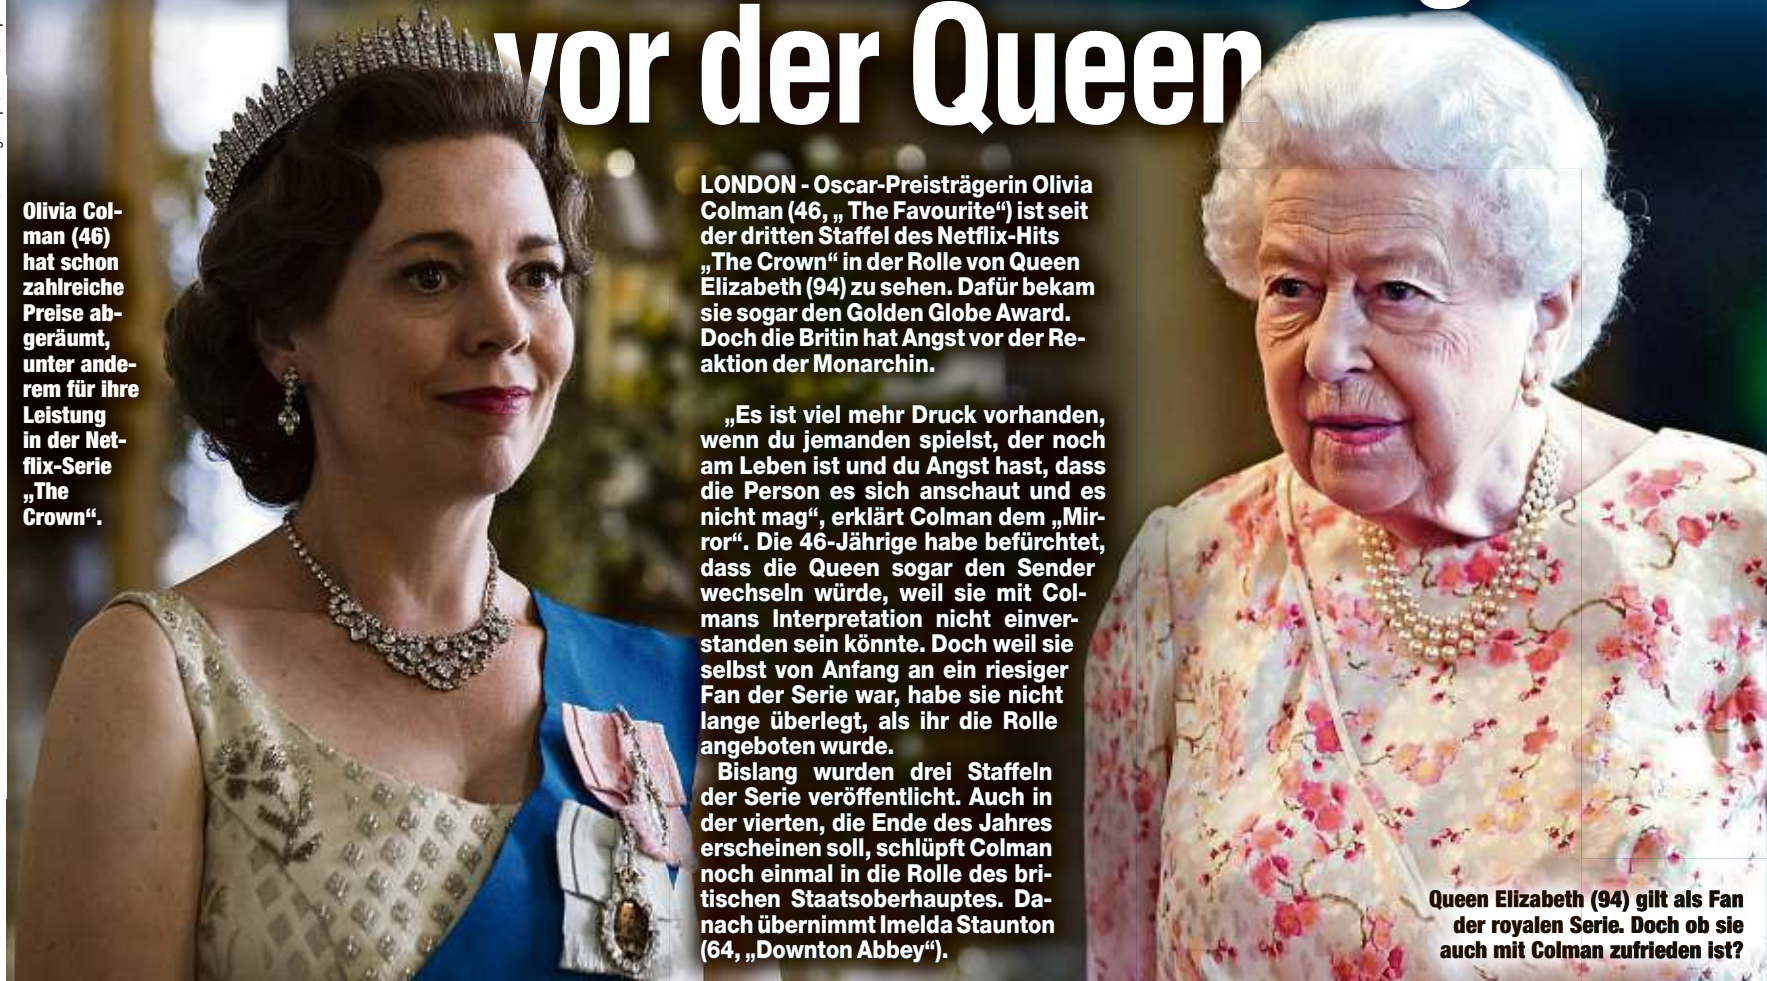 vor der Queen
Olivia Col-
man (46)
hat schon
zahlreiche
Preise ab-
geräumt,
unter ande-
rem für ihre
Leistung
in der Net-
flix-Serie
„The
Crown“.
LONDON - Oscar-Preisträgerin Olivia
Colman (46, „ The Favourite“) ist seit
der dritten Staffel des Netflix-Hits
„The Crown“ in der Rolle von Queen
Elizabeth (94) zu sehen. Dafür bekam
sie sogar den Golden Globe Award.
Doch die Britin hat Angst vor der Re-
aktion der Monarchin.
„Es ist viel mehr Druck vorhanden,
wenn du jemanden spielst, der noch
am Leben ist und du Angst hast, dass
die Person es sich anschaut und es
nicht mag“, erklärt Colman dem „Mir-
ror“. Die 46-Jährige habe befürchtet,
dass die Queen sogar den Sender
wechseln würde, weil sie mit Col-
mans Interpretation nicht einver-
standen sein könnte. Doch weil sie
selbst von Anfang an ein riesiger
Fan der Serie war, habe sie nicht
lange überlegt, als ihr die Rolle
angeboten wurde.
Bislang wurden drei Staffeln
der Serie veröffentlicht. Auch in
der vierten, die Ende des Jahres
erscheinen soll, schlüpft Colman
noch einmal in die Rolle des bri-
tischen Staatsoberhauptes. Da-
nach übernimmt Imelda Staunton
(64, „Downton Abbey“).
Queen Elizabeth (94) gilt als Fan
der royalen Serie. Doch ob sie
auch mit Colman zufrieden ist?